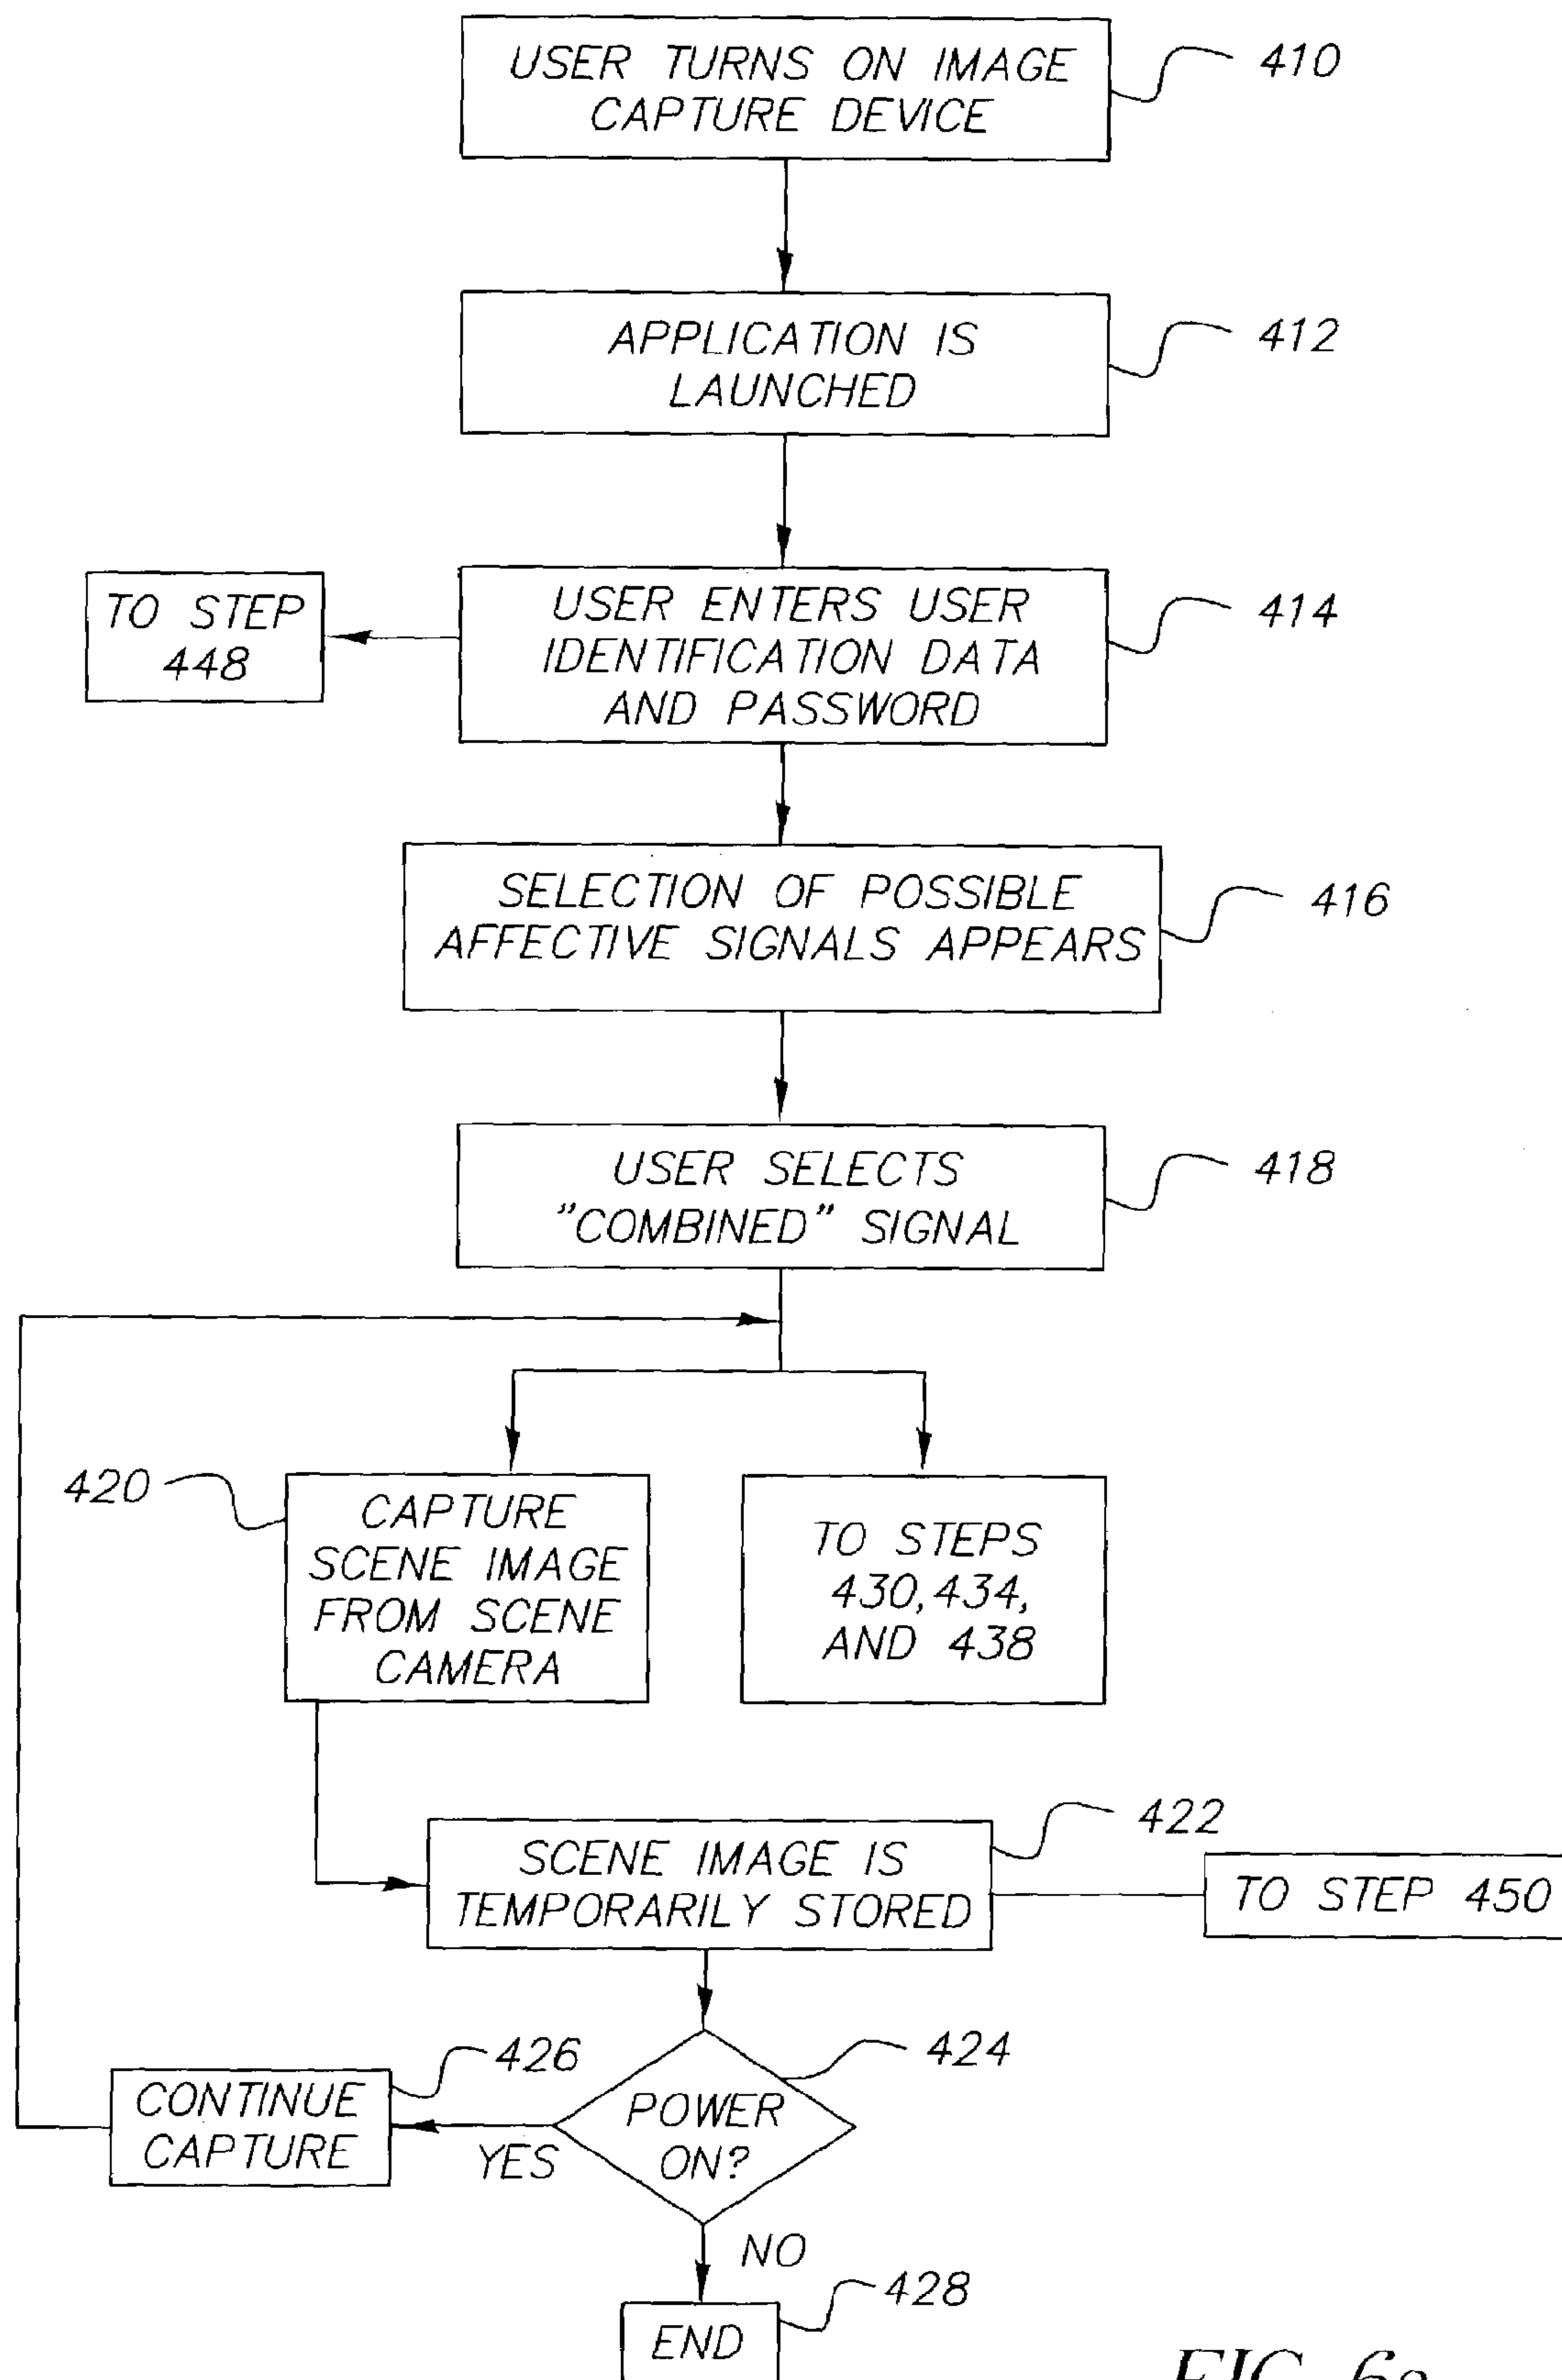 USER TURNS ON IMAGE
CAPTURE DEVICE
410
APPLICATION IS
LAUNCHED
412
TO STEP
448
USER ENTERS USER
IDENTIFICATION DATA
AND PASSWORD
414
SELECTION OF POSSIBLE
AFFECTIVE SIGNALS APPEARS
416
USER SELECTS
"COMBINED" SIGNAL
418
420
CAPTURE
SCENE IMAGE
FROM SCENE
CAMERA
TO STEPS
430, 434,
AND 438
422
SCENE IMAGE IS
TEMPORARILY STORED
TO STEP 450
426
CONTINUE
CAPTURE
YES
424
POWER
ON?
NO
428
END
FIG. 6a